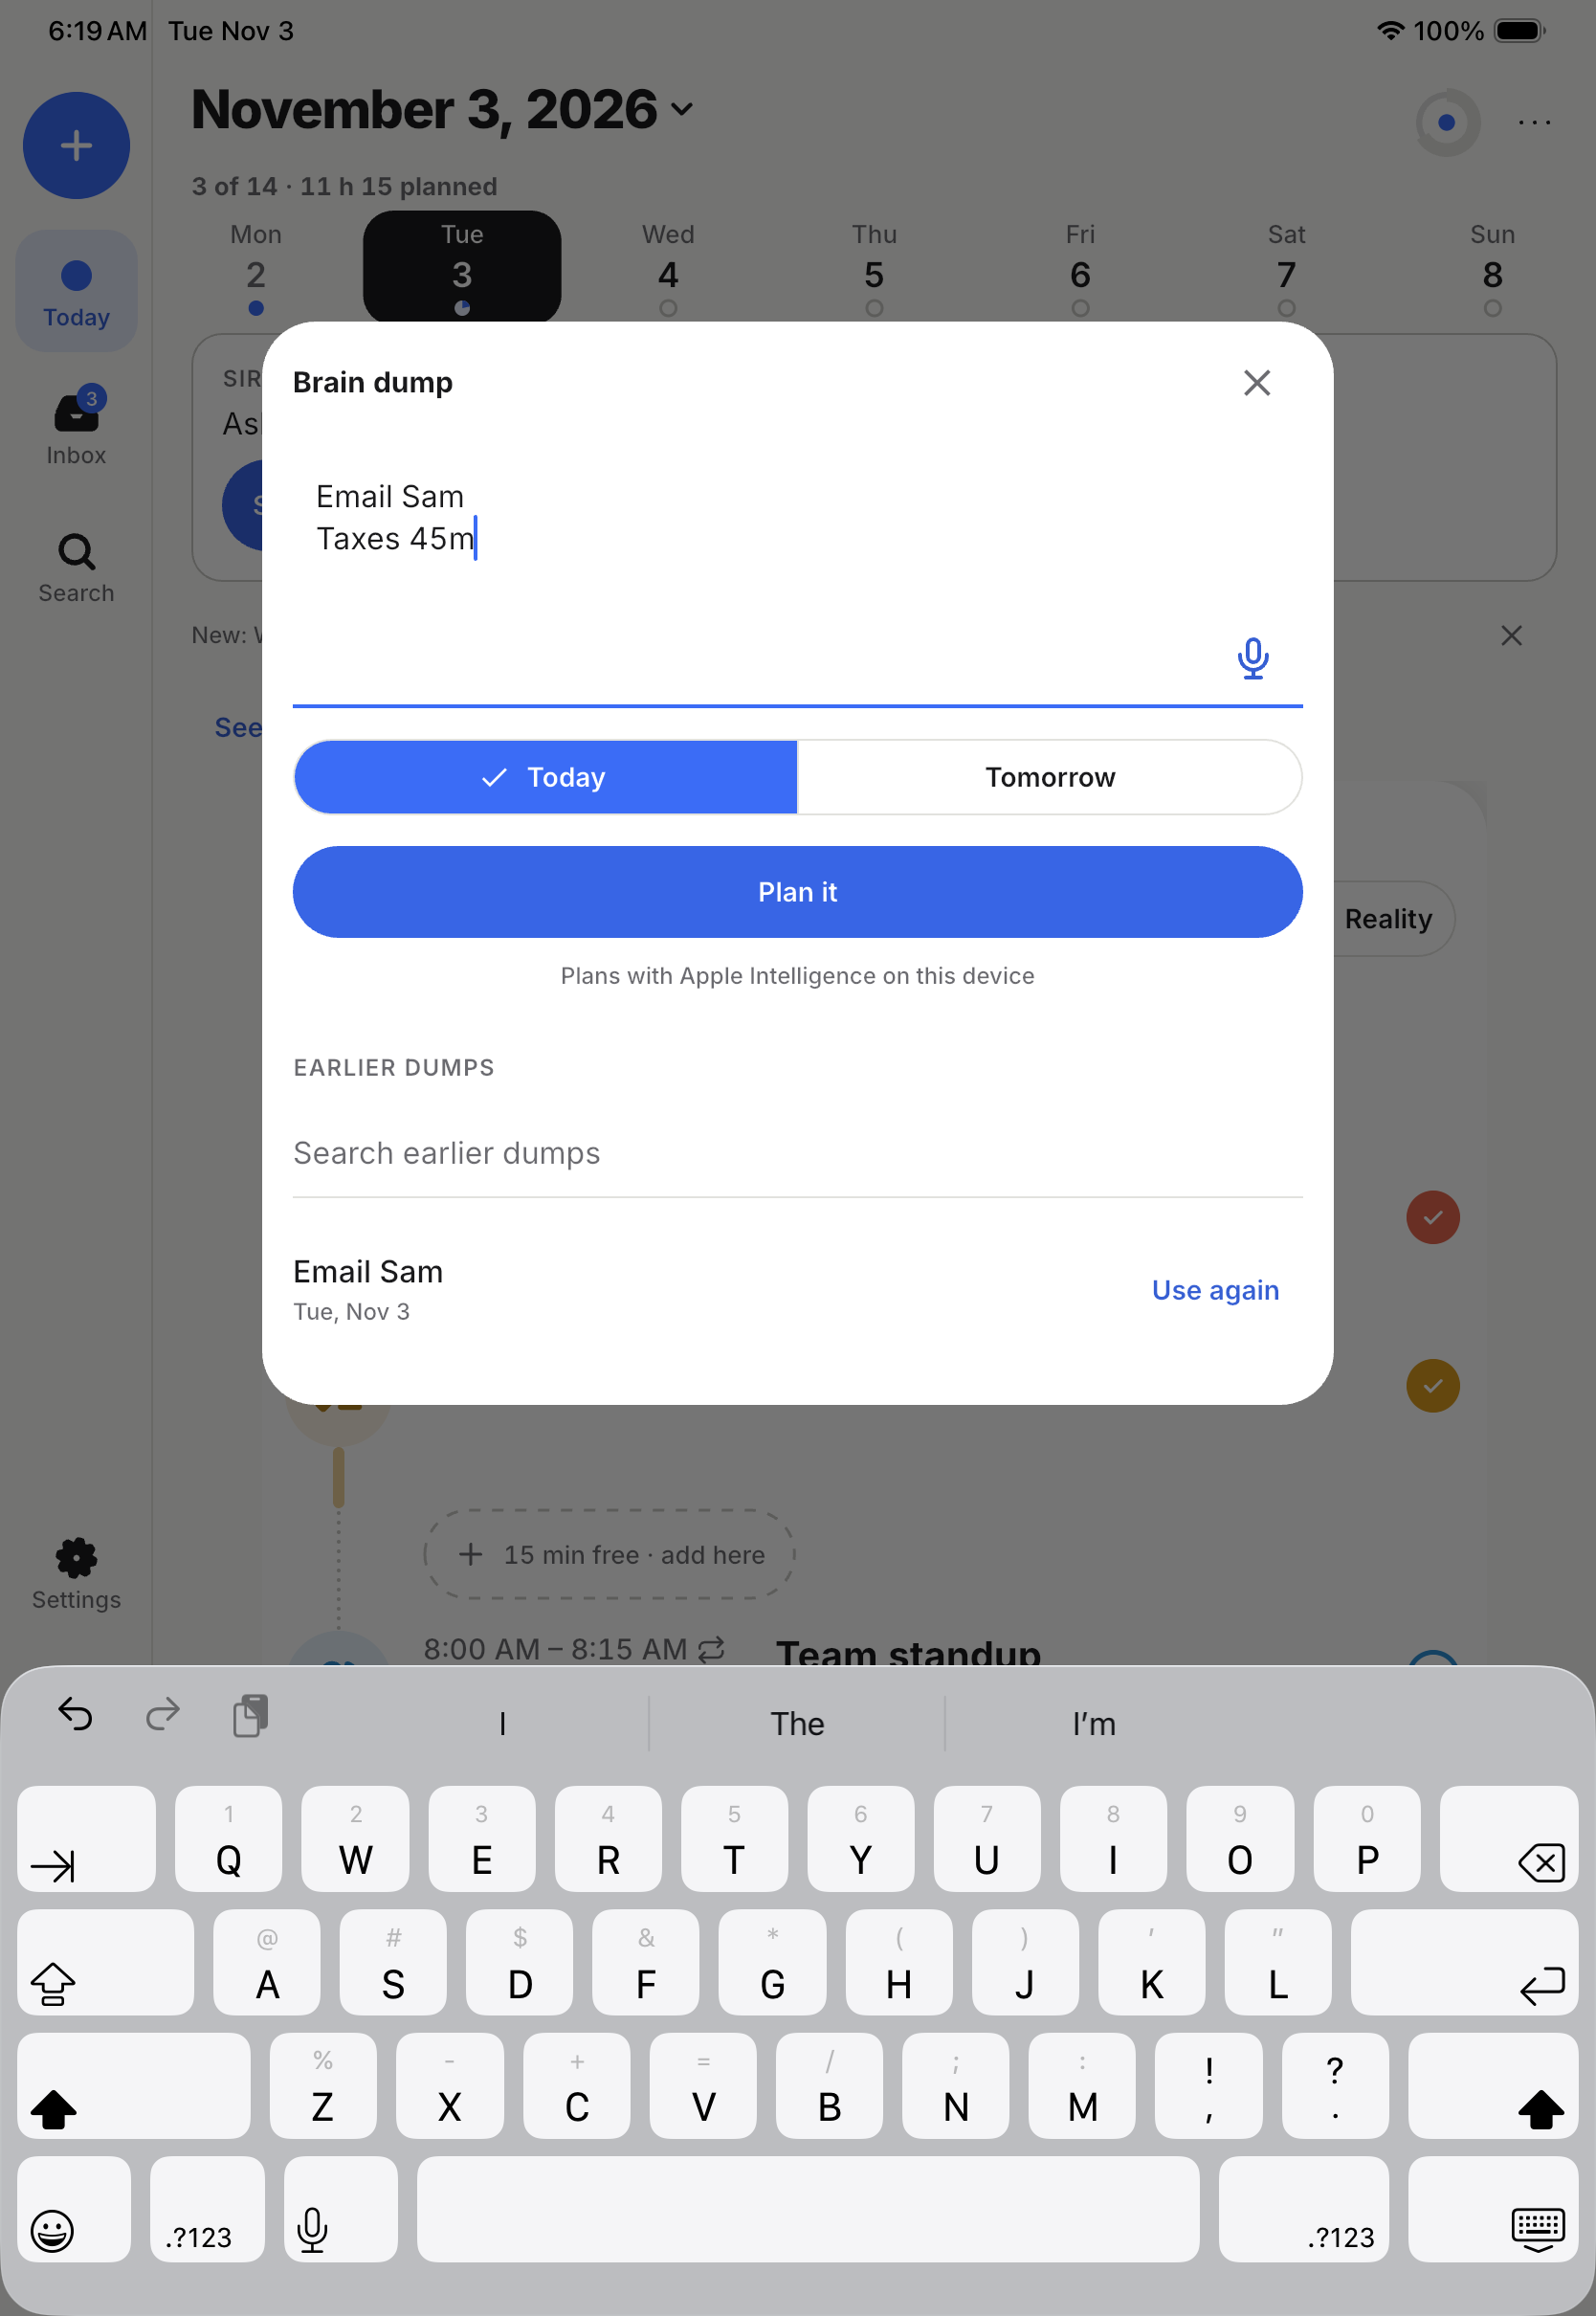 6:19 AM Tue Nov 3
100%
November 3, 2026
3 of 14 · 11 h 15 planned
Mon Tue Wed Thu Fri Sat Sun
2 3 4 5 6 7 8
Today
3
Inbox
Search
Settings
New:
See
Brain dump
Email Sam
Taxes 45m
Today
Tomorrow
Plan it
Plans with Apple Intelligence on this device
Reality
EARLIER DUMPS
Search earlier dumps
Email Sam
Tue, Nov 3
Use again
15 min free · add here
8:00 AM – 8:15 AM
Team standup
I The I’m
1 2 3 4 5 6 7 8 9 0
Q W E R T Y U I O P
@ # $ & * ( ) ' "
A S D F G H J K L
% - + = / ; : ! ?
Z X C V B N M , .
.?123 .?123